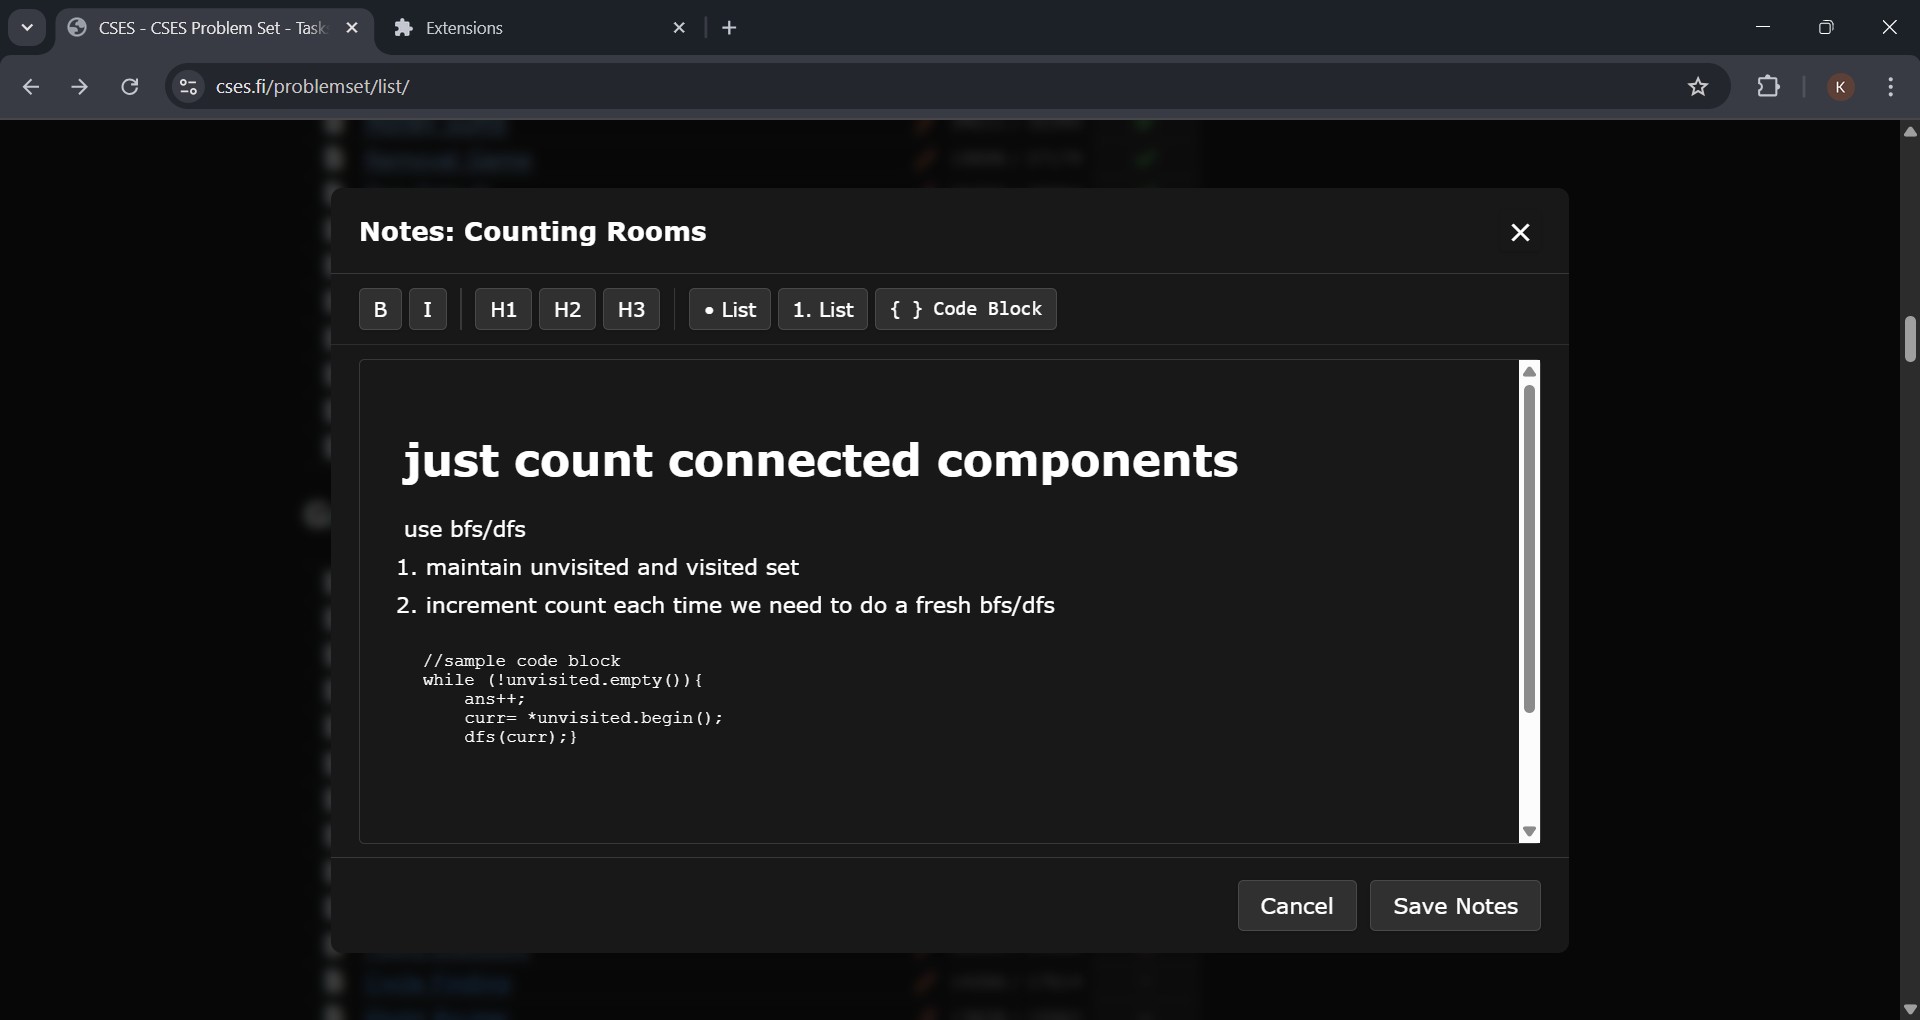 CSES - CSES Problem Set - Task
Extensions
cses.fi/problemset/list/
K
Removal Game
Notes: Counting Rooms
B I H1 H2 H3 • List 1. List { } Code Block
just count connected components
use bfs/dfs
1. maintain unvisited and visited set
2. increment count each time we need to do a fresh bfs/dfs
//sample code block
while (!unvisited.empty()){
    ans++;
    curr= *unvisited.begin();
    dfs(curr);}
Cancel Save Notes